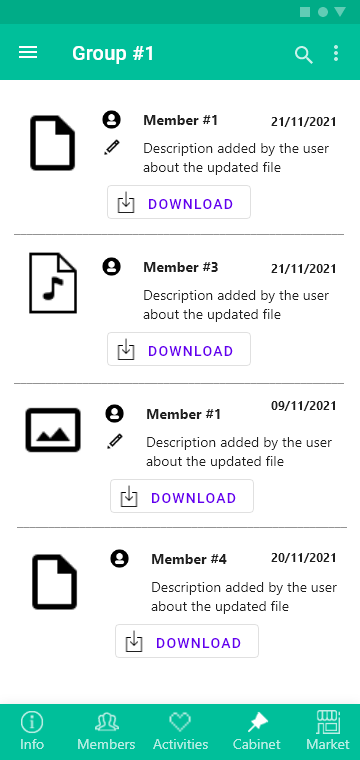 Group #1
Member #1 21/11/2021
Description added by the user
about the updated file
DOWNLOAD
Member #3 21/11/2021
Description added by the user
about the updated file
DOWNLOAD
Member #1 09/11/2021
Description added by the user
about the updated file
DOWNLOAD
Member #4 20/11/2021
Description added by the user
about the updated file
DOWNLOAD
Info Members Activities Cabinet Market